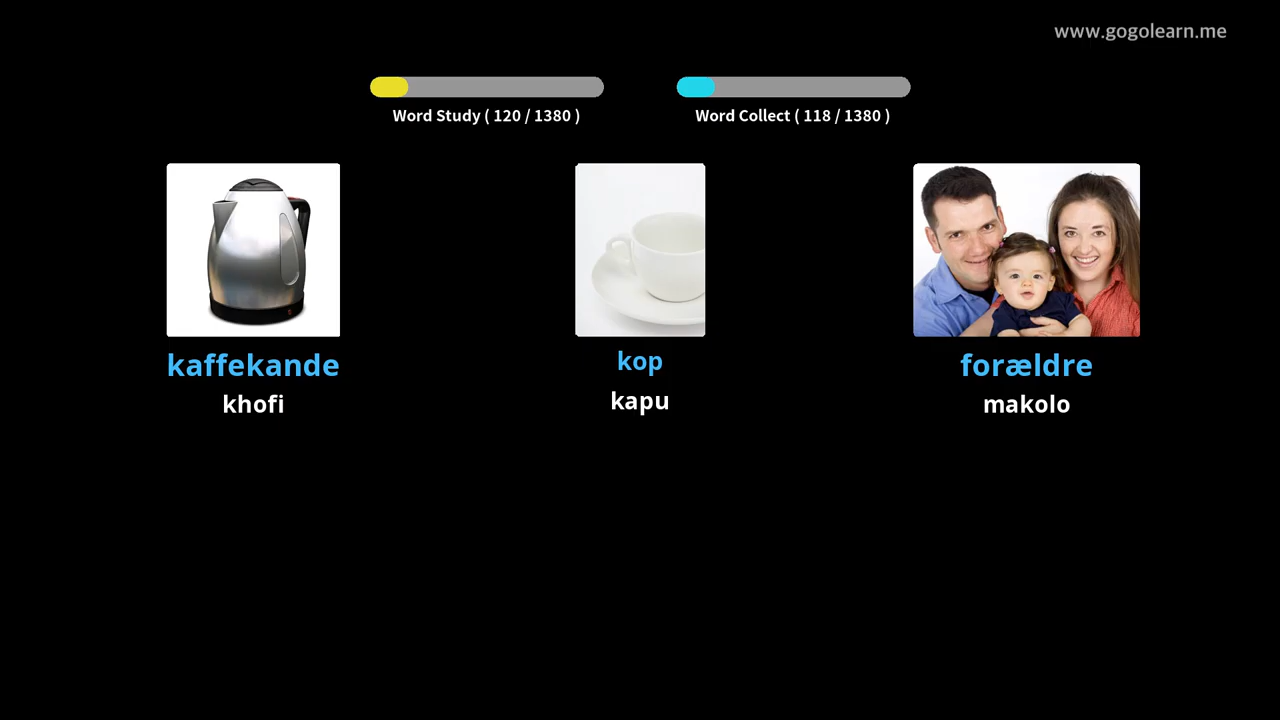 www.gogolearn.me
Word Study ( 120 / 1380 )
Word Collect ( 118 / 1380 )
kaffekande
khofi
kop
kapu
forældre
makolo